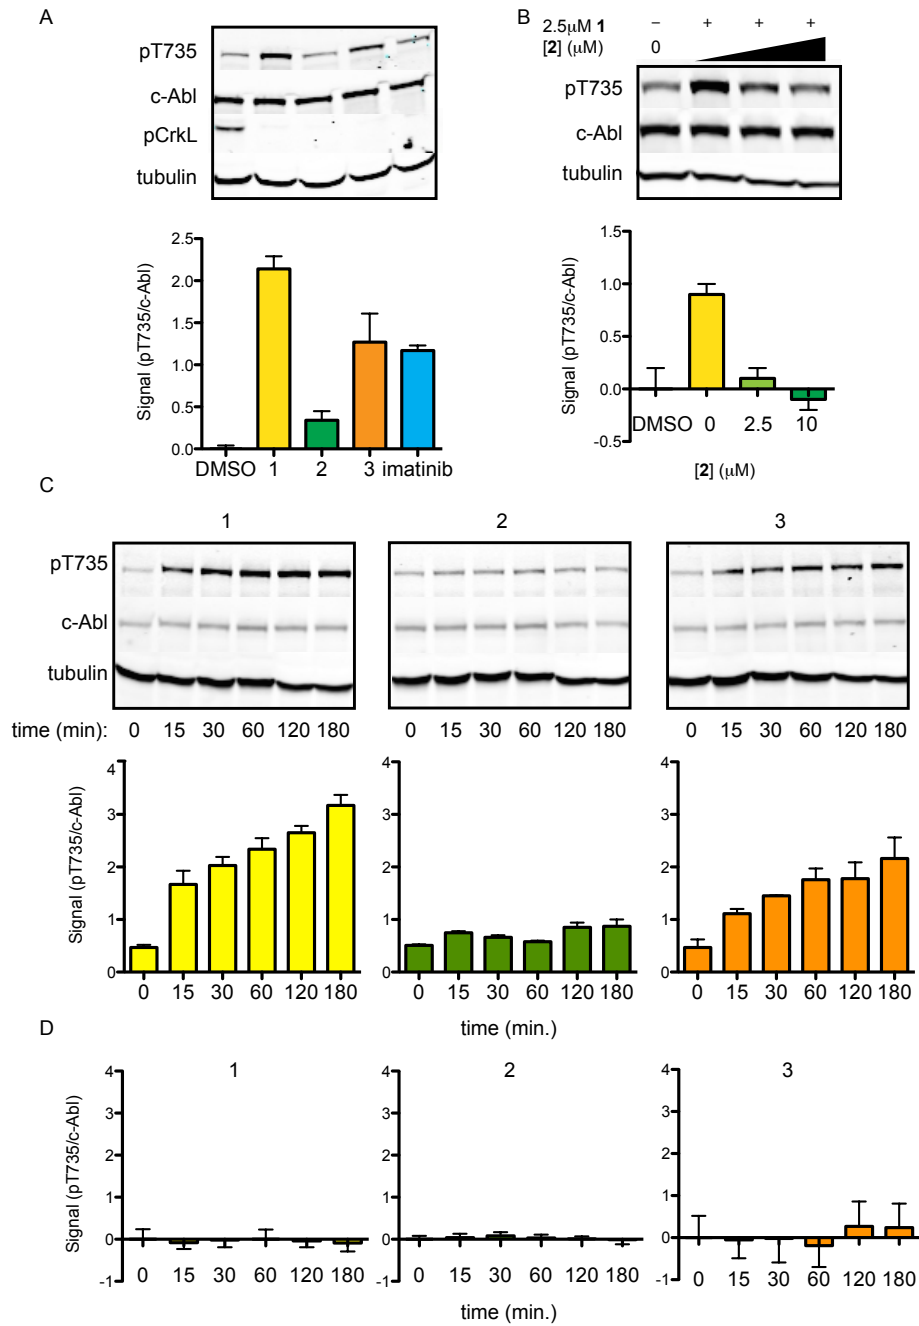 A
pT735
c-Abl
pCrkL
tubulin
Signal (pT735/c-Abl)
2.5
2.0
1.5
1.0
0.5
0.0
DMSO 1 2 3 imatinib
B
2.5μM 1 – + + +
[2] (μM) 0
pT735
c-Abl
tubulin
Signal (pT735/c-Abl)
1.5
1.0
0.5
0.0
-0.5
DMSO 0 2.5 10
[2] (μM)
C
1 2 3
pT735
c-Abl
tubulin
time (min): 0 15 30 60 120 180 0 15 30 60 120 180 0 15 30 60 120 180
Signal (pT735/c-Abl)
4 4 4
3 3 3
2 2 2
1 1 1
0 0 0
0 15 30 60 120 180 0 15 30 60 120 180 0 15 30 60 120 180
time (min.)
D
1 2 3
Signal (pT735/c-Abl)
4 4 4
3 3 3
2 2 2
1 1 1
0 0 0
-1 -1 -1
0 15 30 60 120 180 0 15 30 60 120 180 0 15 30 60 120 180
time (min.)